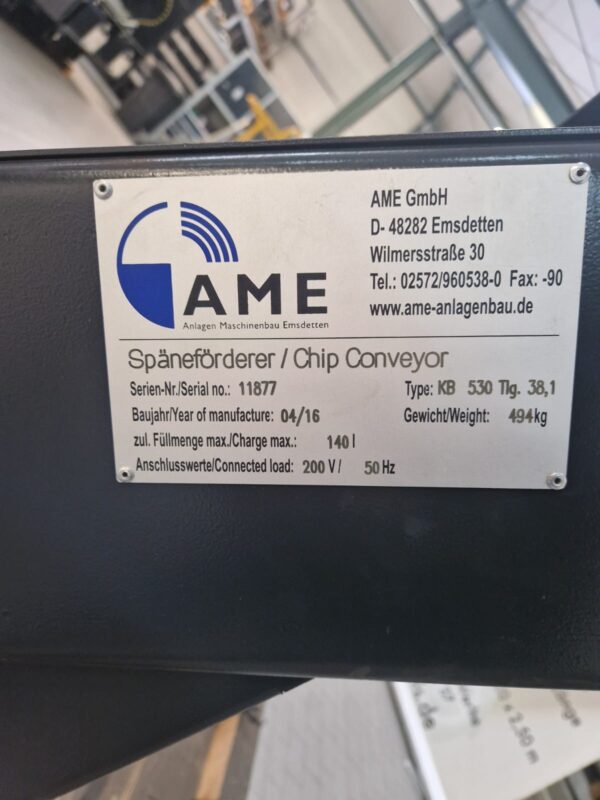 AME
Anlagen Maschinenbau Emsdetten
AME GmbH
D- 48282 Emsdetten
Wilmersstraße 30
Tel.: 02572/960538-0 Fax: -90
www.ame-anlagenbau.de
Späneförderer / Chip Conveyor
Serien-Nr./Serial no.: 11877 Type: KB 530 Tlg. 38,1
Baujahr/Year of manufacture: 04/16 Gewicht/Weight: 494kg
zul. Füllmenge max./Charge max.: 140 l
Anschlusswerte/Connected load: 200 V/ 50 Hz
x 2,50 m